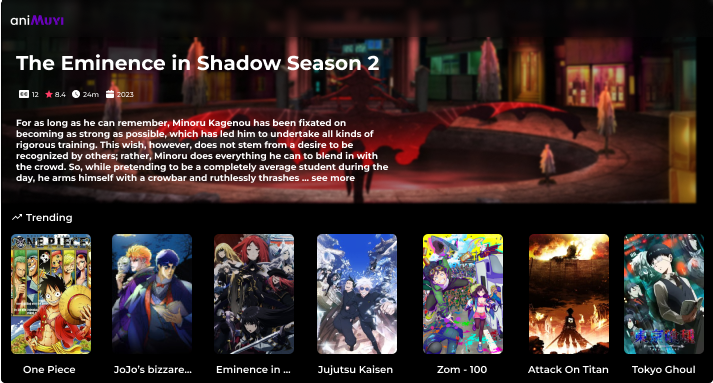 aniMUVI
The Eminence in Shadow Season 2
CC 12 8.4 24m 2023
For as long as he can remember, Minoru Kagenou has been fixated on
becoming as strong as possible, which has led him to undertake all kinds of
rigorous training. This wish, however, does not stem from a desire to be
recognized by others; rather, Minoru does everything he can to blend in with
the crowd. So, while pretending to be a completely average student during the
day, he arms himself with a crowbar and ruthlessly thrashes ... see more
Trending
ONE PIECE
One Piece
JoJo's bizzare...
Eminence in ...
Jujutsu Kaisen
Zom - 100
Attack On Titan
Tokyo Ghoul